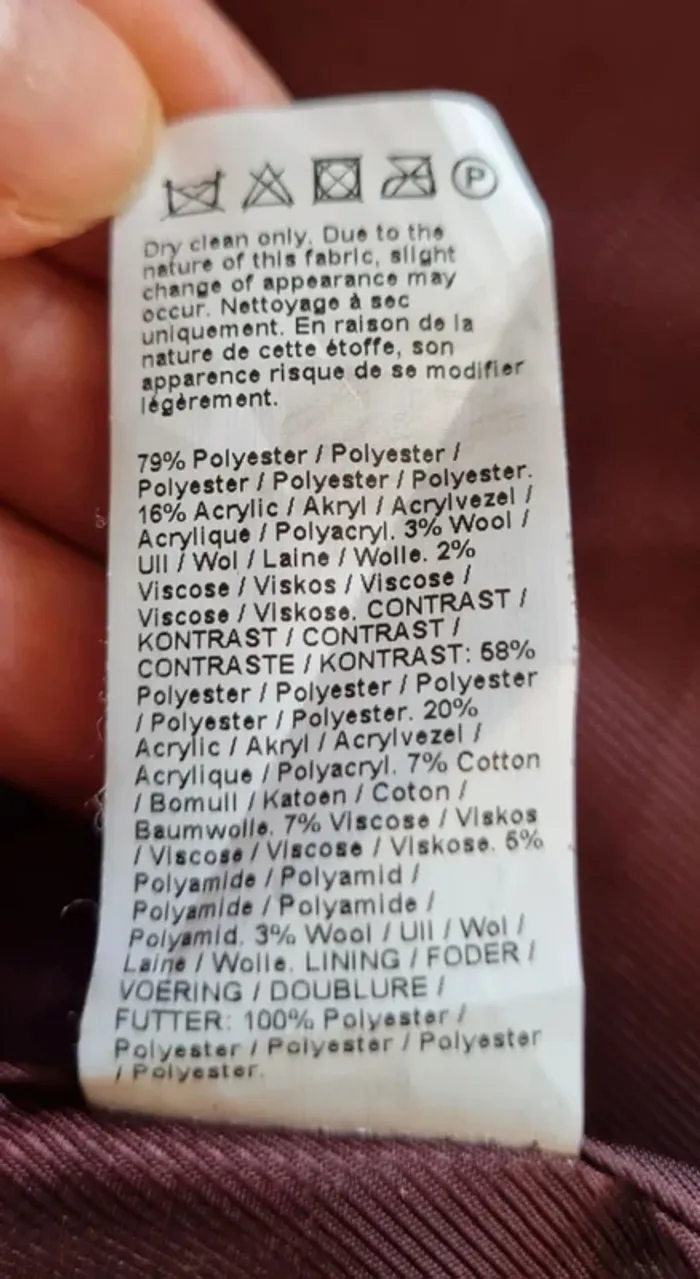 P
Dry clean only. Due to the
nature of this fabric, slight
change of appearance may
occur. Nettoyage à sec
uniquement. En raison de la
nature de cette étoffe, son
apparence risque de se modifier
légèrement.
79% Polyester / Polyester /
Polyester / Polyester / Polyester.
16% Acrylic / Akryl / Acrylvezel /
Acrylique / Polyacryl. 3% Wool /
Ull / Wol / Laine / Wolle. 2%
Viscose / Viskos / Viscose /
Viscose / Viskose. CONTRAST /
KONTRAST / CONTRAST /
CONTRASTE / KONTRAST: 58%
Polyester / Polyester / Polyester
/ Polyester / Polyester. 20%
Acrylic / Akryl / Acrylvezel /
Acrylique / Polyacryl. 7% Cotton
/ Bomull / Katoen / Coton /
Baumwolle. 7% Viscose / Viskos
/ Viscose / Viscose / Viskose. 5%
Polyamide / Polyamid /
Polyamide / Polyamide /
Polyamid. 3% Wool / Ull / Wol /
Laine / Wolle. LINING / FODER /
VOERING / DOUBLURE /
FUTTER: 100% Polyester /
Polyester / Polyester / Polyester
/ Polyester.